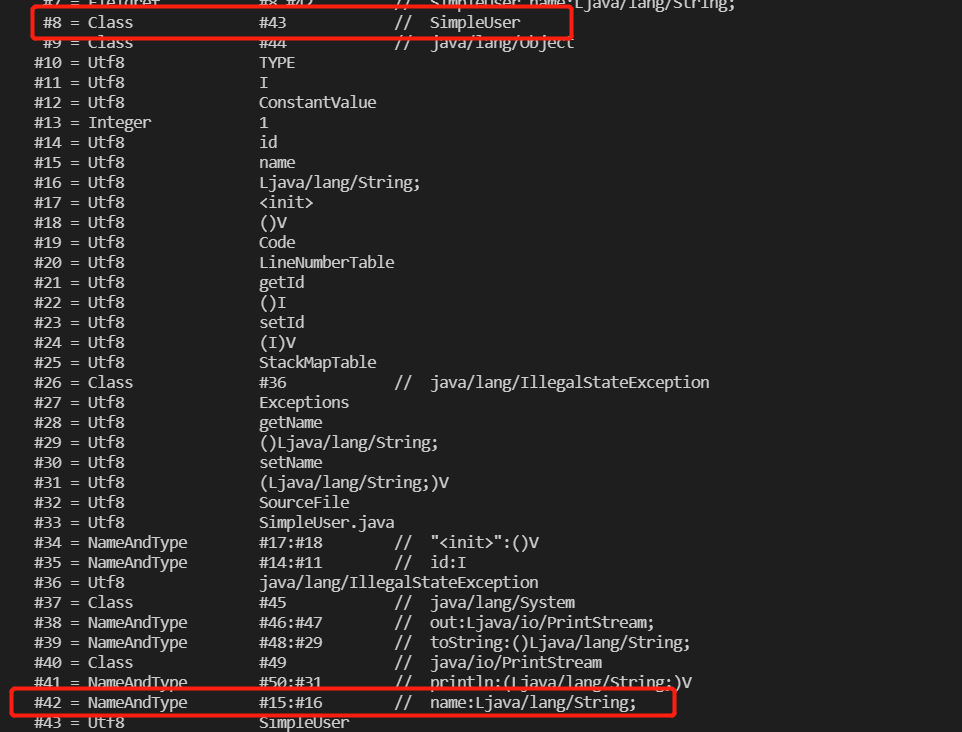 #7 = Fieldref #8.#42 // SimpleUser.name:Ljava/lang/String;
#8 = Class #43 // SimpleUser
#9 = Class #44 // java/lang/Object
#10 = Utf8 TYPE
#11 = Utf8 I
#12 = Utf8 ConstantValue
#13 = Integer 1
#14 = Utf8 id
#15 = Utf8 name
#16 = Utf8 Ljava/lang/String;
#17 = Utf8 <init>
#18 = Utf8 ()V
#19 = Utf8 Code
#20 = Utf8 LineNumberTable
#21 = Utf8 getId
#22 = Utf8 ()I
#23 = Utf8 setId
#24 = Utf8 (I)V
#25 = Utf8 StackMapTable
#26 = Class #36 // java/lang/IllegalStateException
#27 = Utf8 Exceptions
#28 = Utf8 getName
#29 = Utf8 ()Ljava/lang/String;
#30 = Utf8 setName
#31 = Utf8 (Ljava/lang/String;)V
#32 = Utf8 SourceFile
#33 = Utf8 SimpleUser.java
#34 = NameAndType #17:#18 // "<init>":()V
#35 = NameAndType #14:#11 // id:I
#36 = Utf8 java/lang/IllegalStateException
#37 = Class #45 // java/lang/System
#38 = NameAndType #46:#47 // out:Ljava/io/PrintStream;
#39 = NameAndType #48:#29 // toString:()Ljava/lang/String;
#40 = Class #49 // java/io/PrintStream
#41 = NameAndType #50:#31 // println:(Ljava/lang/String;)V
#42 = NameAndType #15:#16 // name:Ljava/lang/String;
#43 = Utf8 SimpleUser